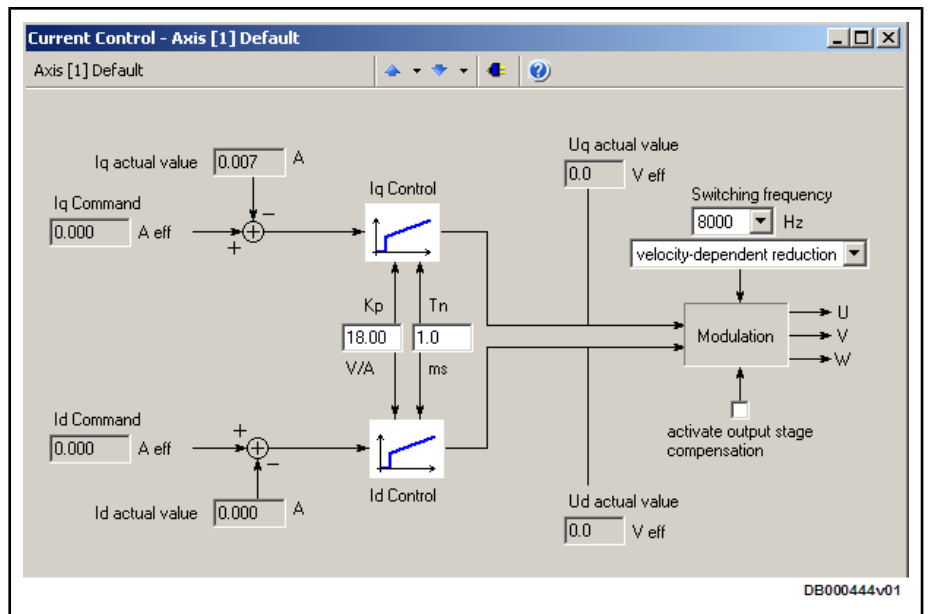 Current Control - Axis [1] Default
Axis [1] Default
Iq actual value 0.007 A
Iq Command
0.000 A eff
+
−
Iq Control
Uq actual value
0.0 V eff
Switching frequency
8000 Hz
velocity-dependent reduction
Kp Tn
18.00 1.0
V/A ms
Modulation
U
V
W
activate output stage
compensation
Id Command
0.000 A eff
+
−
Id actual value 0.000 A
Id Control
Ud actual value
0.0 V eff
DB000444v01